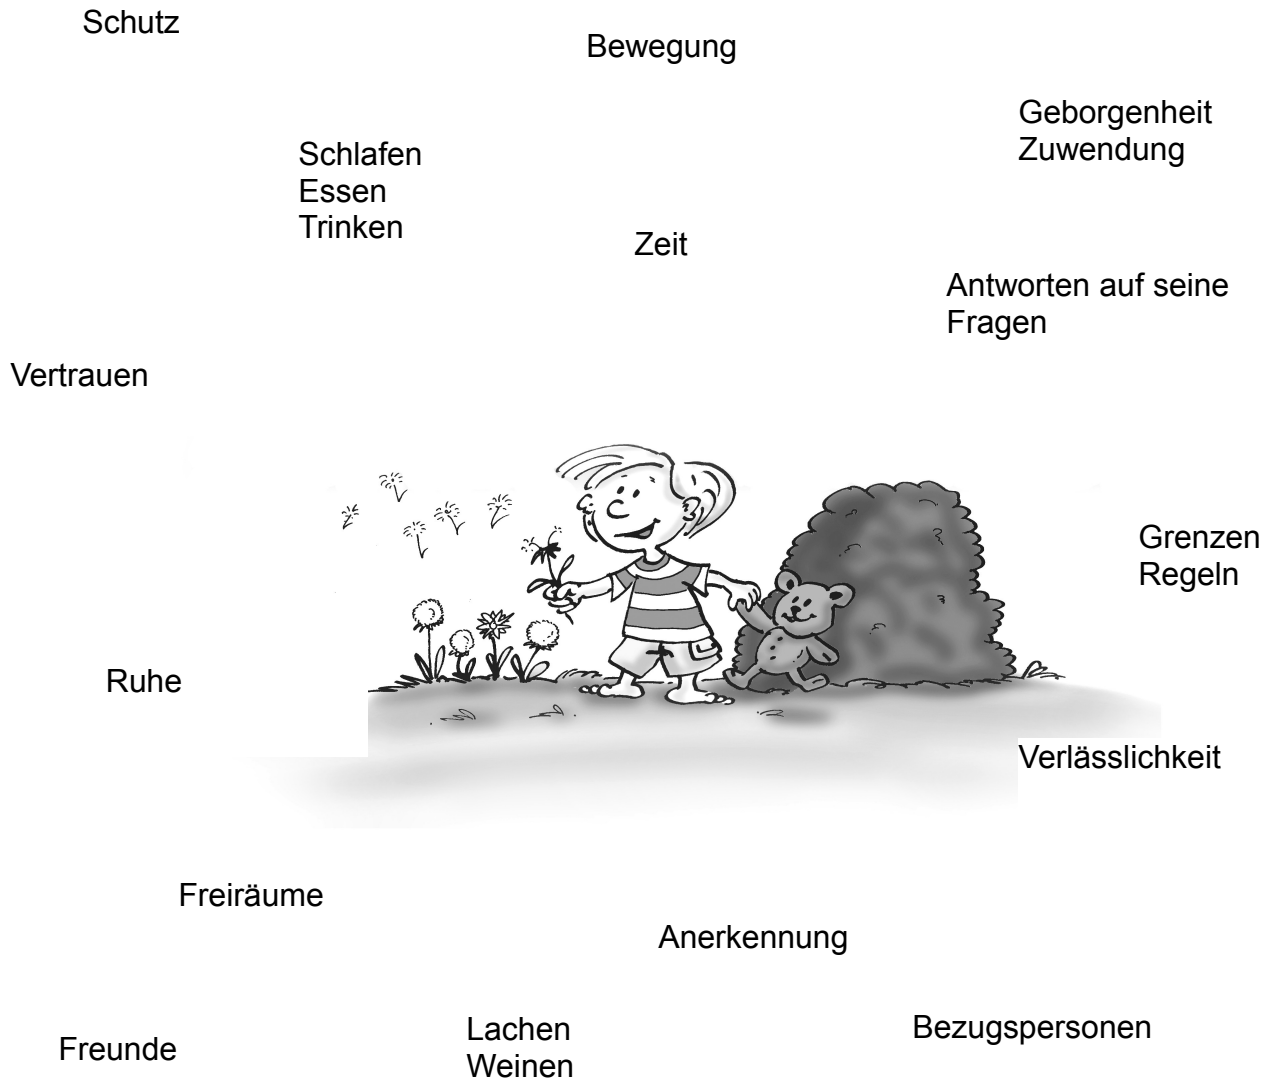 Schutz
Bewegung
Geborgenheit
Zuwendung
Schlafen
Essen
Trinken
Zeit
Antworten auf seine
Fragen
Vertrauen
Grenzen
Regeln
Ruhe
Verlässlichkeit
Freiräume
Anerkennung
Freunde
Lachen
Weinen
Bezugspersonen